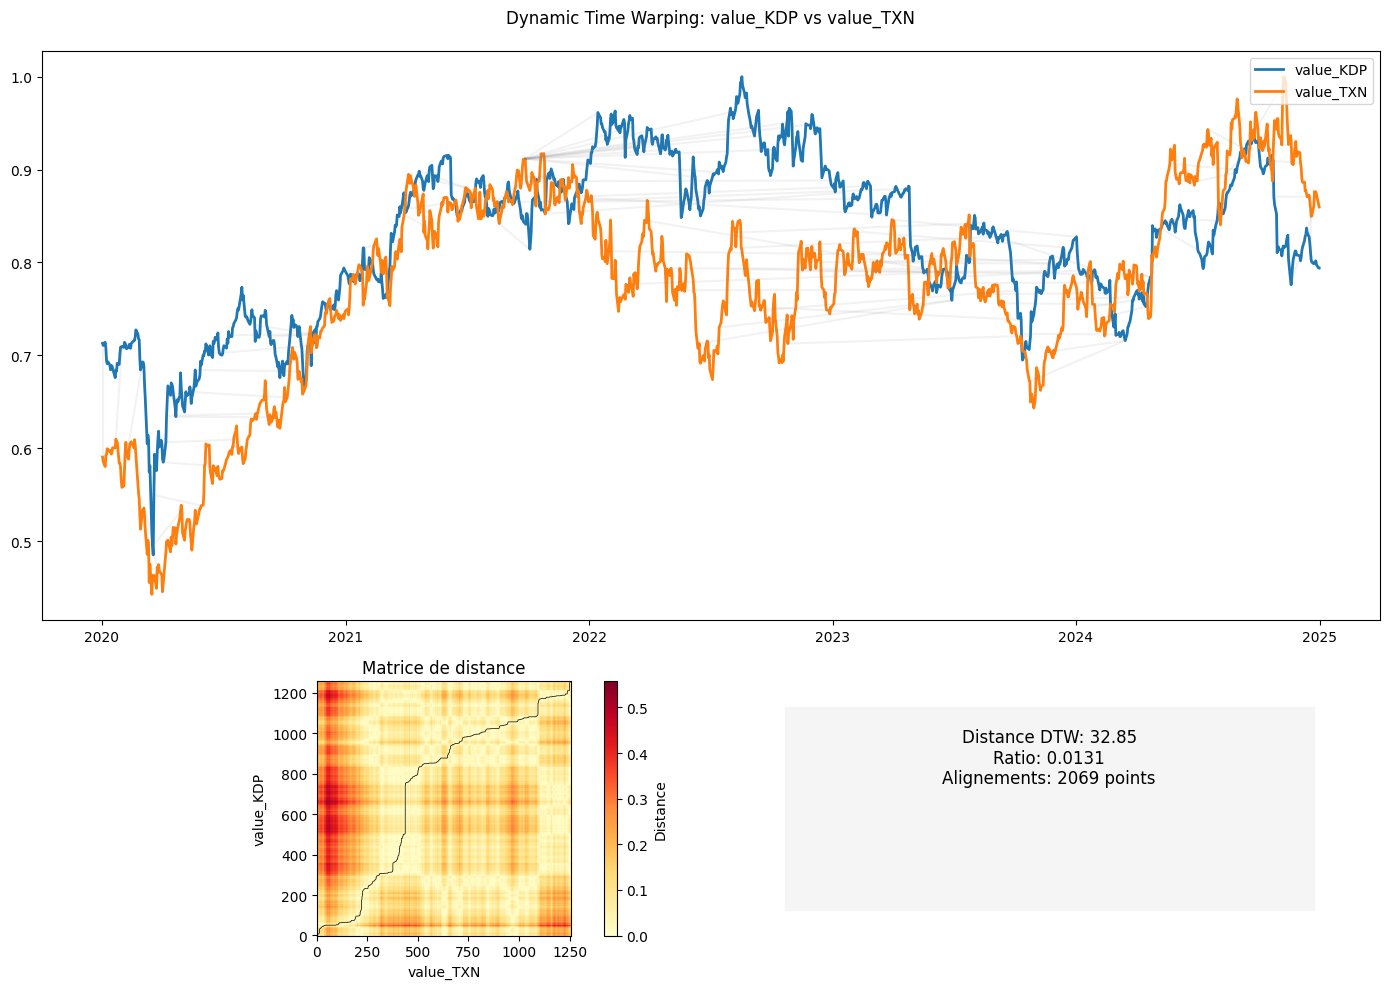 Dynamic Time Warping: value_KDP vs value_TXN
value_KDP
value_TXN
1.0
0.9
0.8
0.7
0.6
0.5
2020 2021 2022 2023 2024 2025
Matrice de distance
value_KDP
1200
1000
800
600
400
200
0
0 250 500 750 1000 1250
value_TXN
0.5
0.4
0.3
0.2
0.1
0.0
Distance
Distance DTW: 32.85
Ratio: 0.0131
Alignements: 2069 points